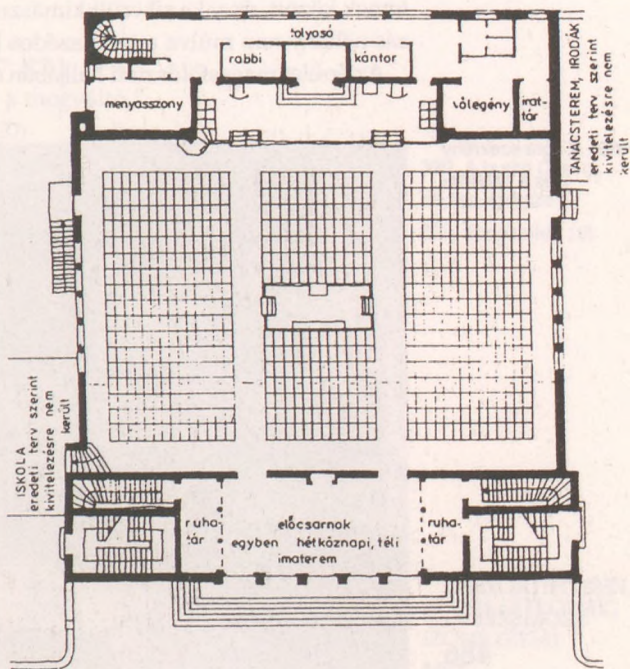 folyosó
rabbi
kántor
menyasszony
vőlegény
irat-
tár
TANÁCSTEREM, IRODÁK
eredeti terv szerint
kivitelezésre nem
került
ISKOLA
eredeti terv szerint
kivitelezésre nem
került
ruha-
tár
előcsarnok
egyben hétköznapi, téli
imaterem
ruha-
tár